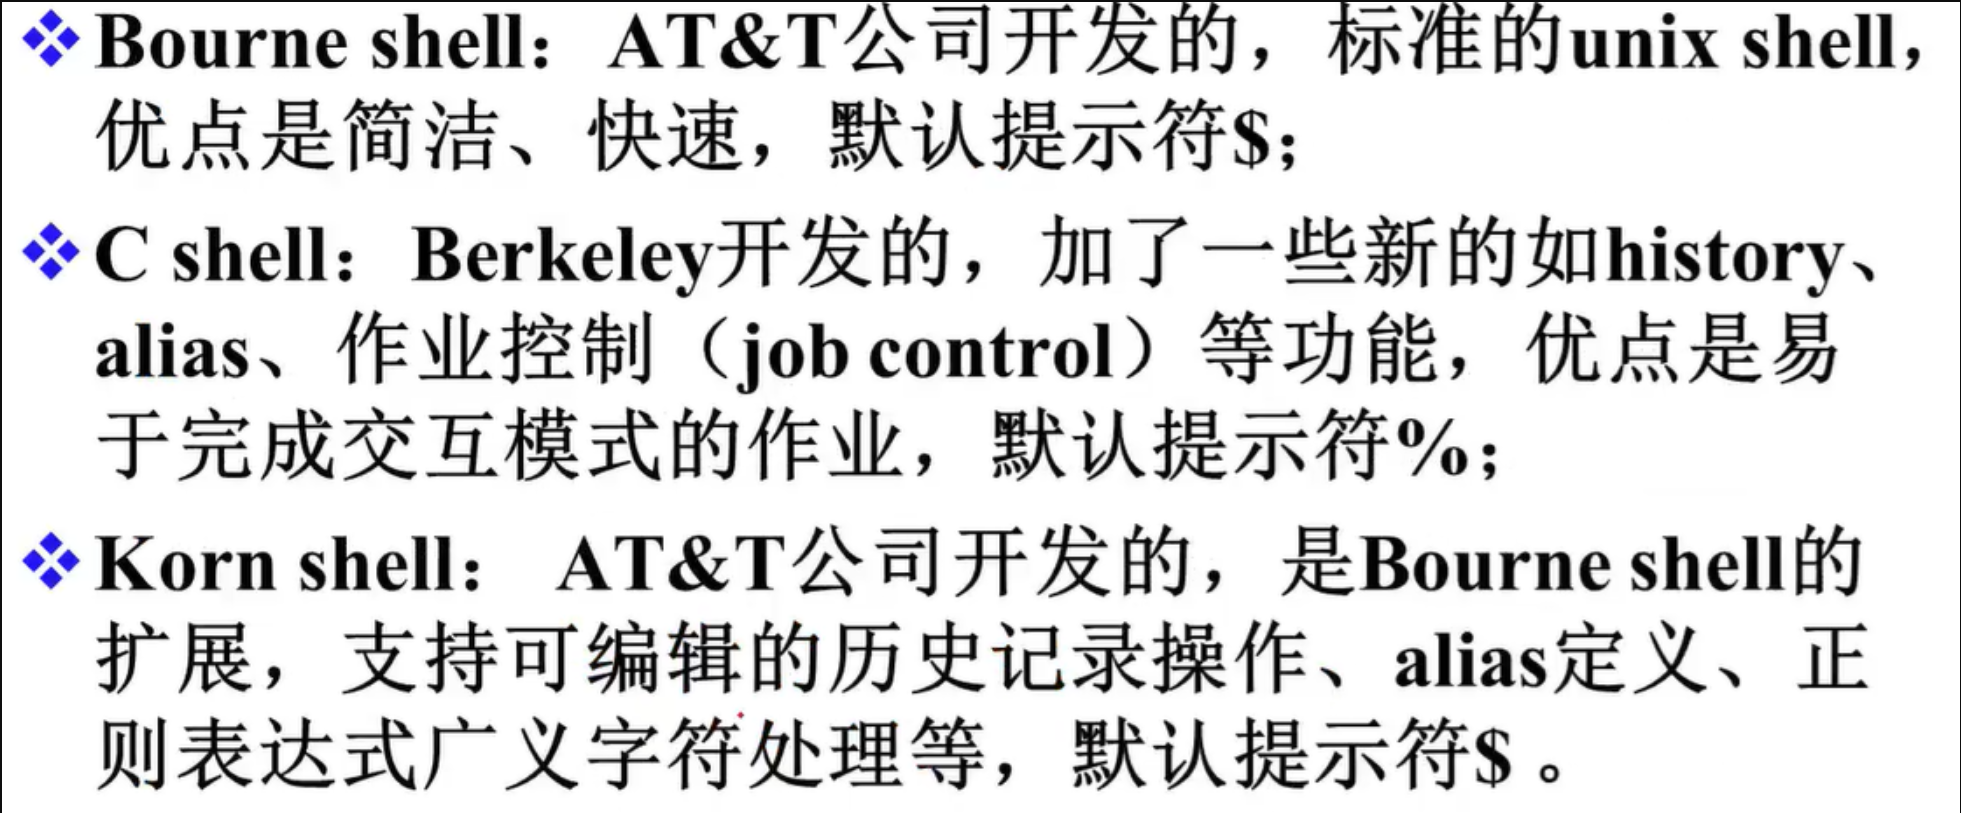 Bourne shell： AT&T公司开发的，标准的unix shell，
优点是简洁、快速，默认提示符$；
C shell：Berkeley开发的，加了一些新的如history、
alias、作业控制（job control）等功能，优点是易
于完成交互模式的作业，默认提示符%；
Korn shell： AT&T公司开发的，是Bourne shell的
扩展，支持可编辑的历史记录操作、alias定义、正
则表达式广义字符处理等，默认提示符$ 。